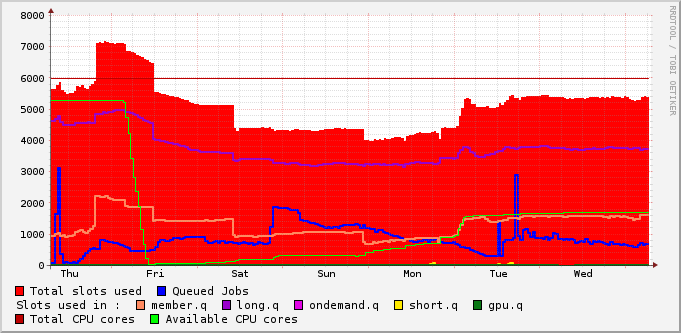 8000
7000
6000
5000
4000
3000
2000
1000
0
Thu Fri Sat Sun Mon Tue Wed
Total slots used Queued Jobs
Slots used in : member.q long.q ondemand.q short.q gpu.q
Total CPU cores Available CPU cores
RRDTOOL / TOBI OETIKER